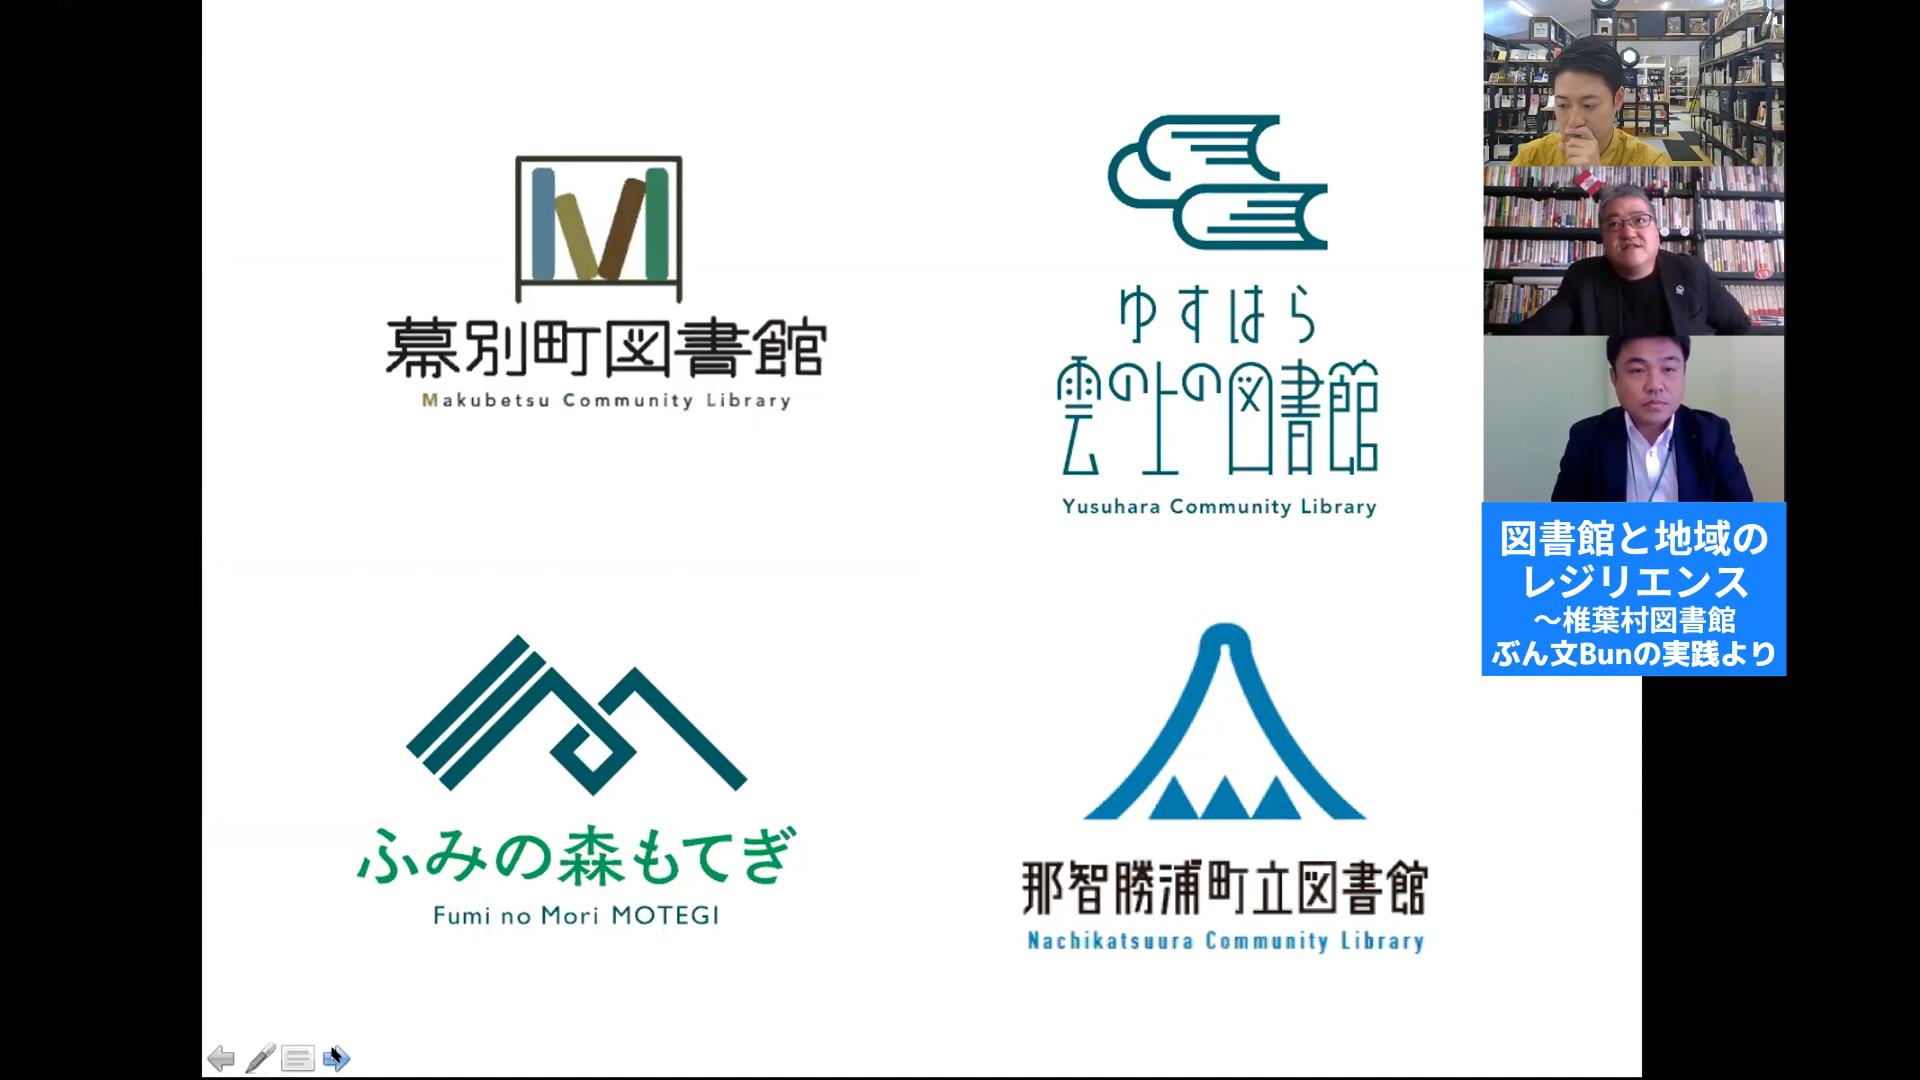 幕別町図書館
Makubetsu Community Library
ゆすはら
雲の上の図書館
Yusuhara Community Library
ふみの森もてぎ
Fumi no Mori MOTEGI
那智勝浦町立図書館
Nachikatsuura Community Library
図書館と地域の
レジリエンス
～椎葉村図書館
ぶん文Bunの実践より